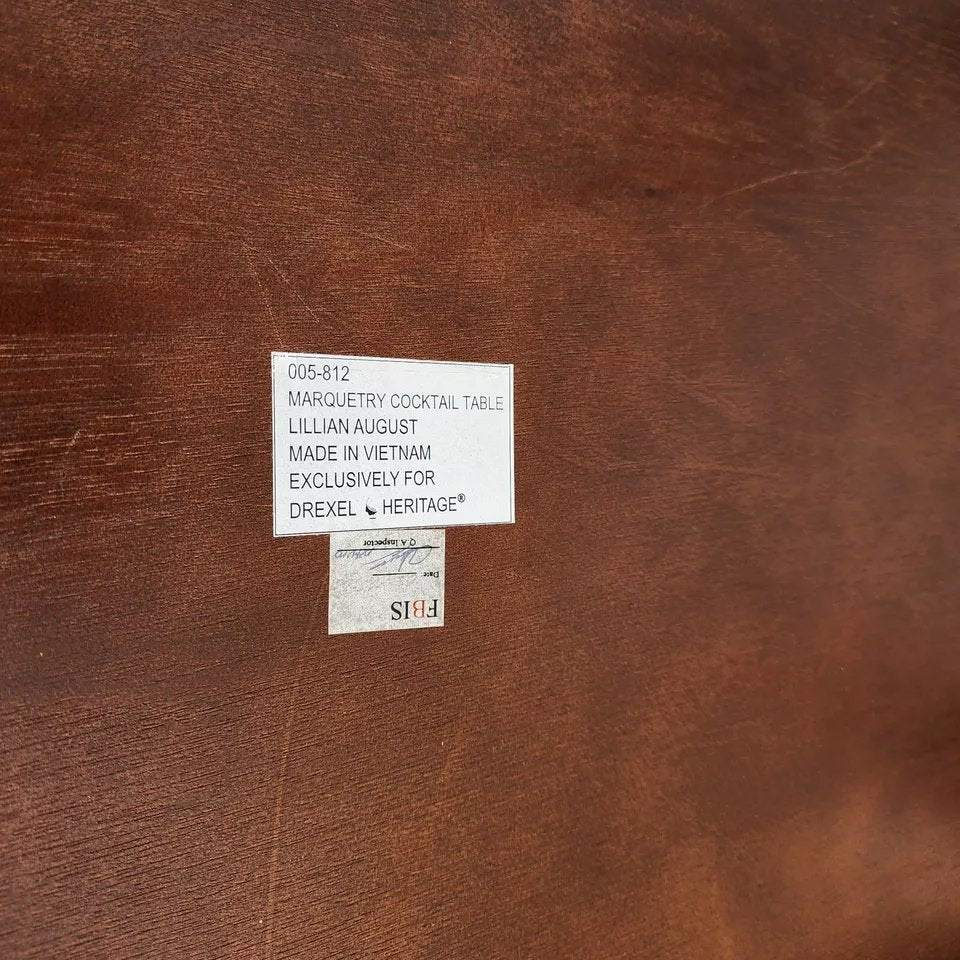 005-812
MARQUETRY COCKTAIL TABLE
LILLIAN AUGUST
MADE IN VIETNAM
EXCLUSIVELY FOR
DREXEL HERITAGE®
FBIS
Date:
Q.A inspector